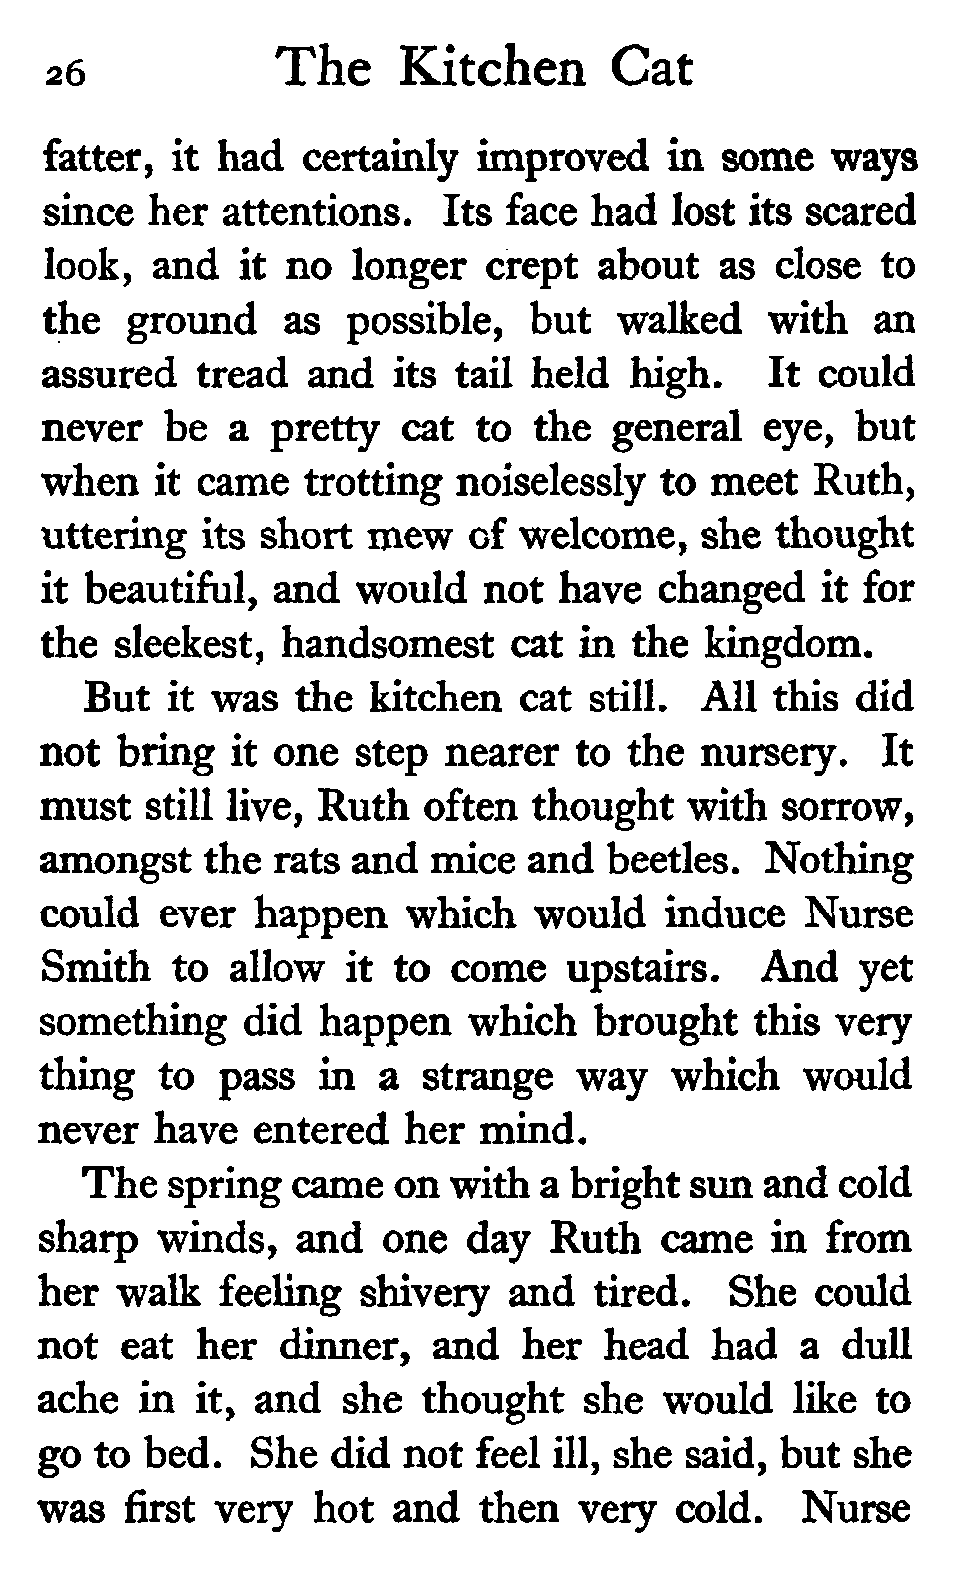 26 The Kitchen Cat
fatter, it had certainly improved in some ways
since her attentions. Its face had lost its scared
look, and it no longer crept about as close to
the ground as possible, but walked with an
assured tread and its tail held high. It could
never be a pretty cat to the general eye, but
when it came trotting noiselessly to meet Ruth,
uttering its short mew of welcome, she thought
it beautiful, and would not have changed it for
the sleekest, handsomest cat in the kingdom.
But it was the kitchen cat still. All this did
not bring it one step nearer to the nursery. It
must still live, Ruth often thought with sorrow,
amongst the rats and mice and beetles. Nothing
could ever happen which would induce Nurse
Smith to allow it to come upstairs. And yet
something did happen which brought this very
thing to pass in a strange way which would
never have entered her mind.
The spring came on with a bright sun and cold
sharp winds, and one day Ruth came in from
her walk feeling shivery and tired. She could
not eat her dinner, and her head had a dull
ache in it, and she thought she would like to
go to bed. She did not feel ill, she said, but she
was first very hot and then very cold. Nurse